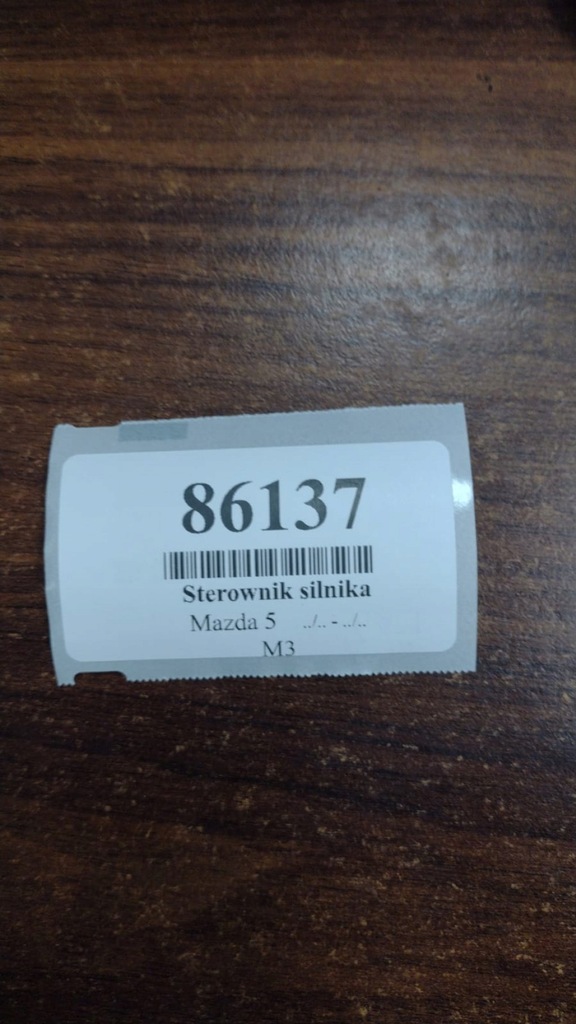 86137
Sterownik silnika
Mazda 5 ../.. - ../..
M3